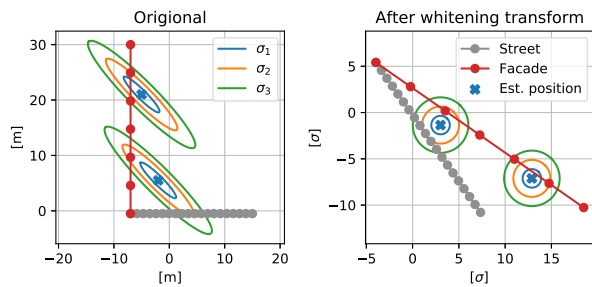 Origional
[m]
30
20
10
0
−20
−10
0
10
20
[m]
σ1
σ2
σ3
After whitening transform
[σ]
5
0
−5
−10
−5
0
5
10
15
[σ]
Street
Facade
Est. position